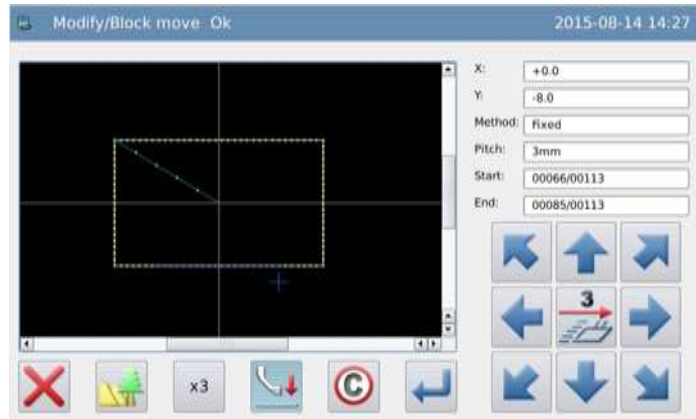 Modify/Block move Ok
2015-08-14 14:27
X: +0.0
Y: -8.0
Method: Fixed
Pitch: 3mm
Start: 00066/00113
End: 00085/00113
3
x3
C